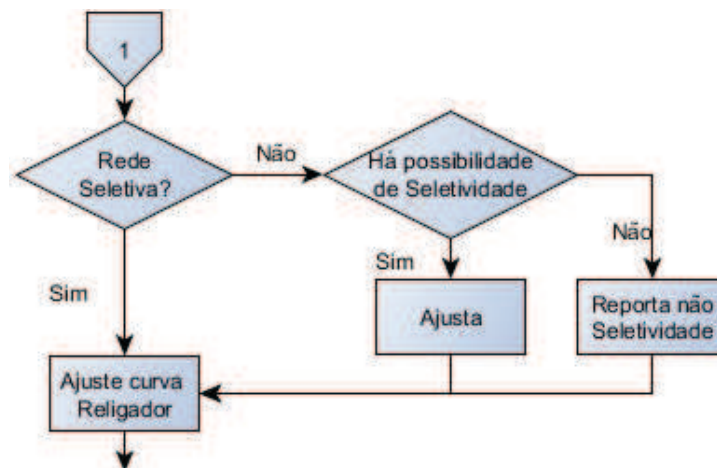 1
Rede
Seletiva?
Não
Há possibilidade
de Seletividade
Não
Sim
Sim
Ajusta
Reporta não
Seletividade
Ajuste curva
Religador